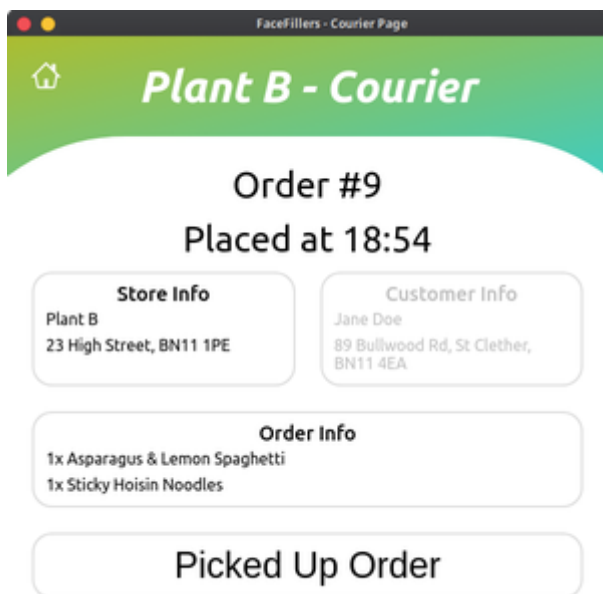 FaceFillers - Courier Page
Plant B - Courier
Order #9
Placed at 18:54
Store Info
Plant B
23 High Street, BN11 1PE
Customer Info
Jane Doe
89 Bullwood Rd, St Clether,
BN11 4EA
Order Info
1x Asparagus & Lemon Spaghetti
1x Sticky Hoisin Noodles
Picked Up Order